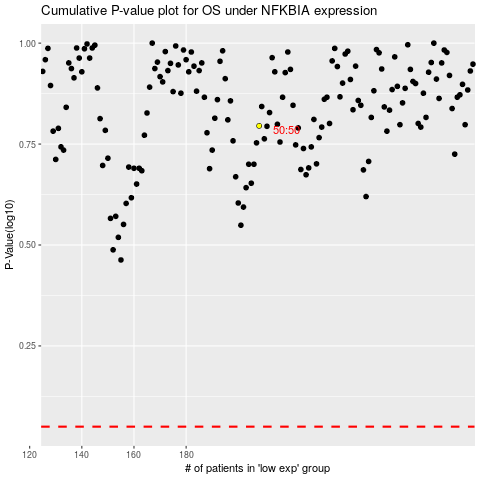 Cumulative P-value plot for OS under NFKBIA expression
1.00
0.75
0.50
0.25
50:50
P-Value(log10)
120 140 160 180
# of patients in 'low exp' group